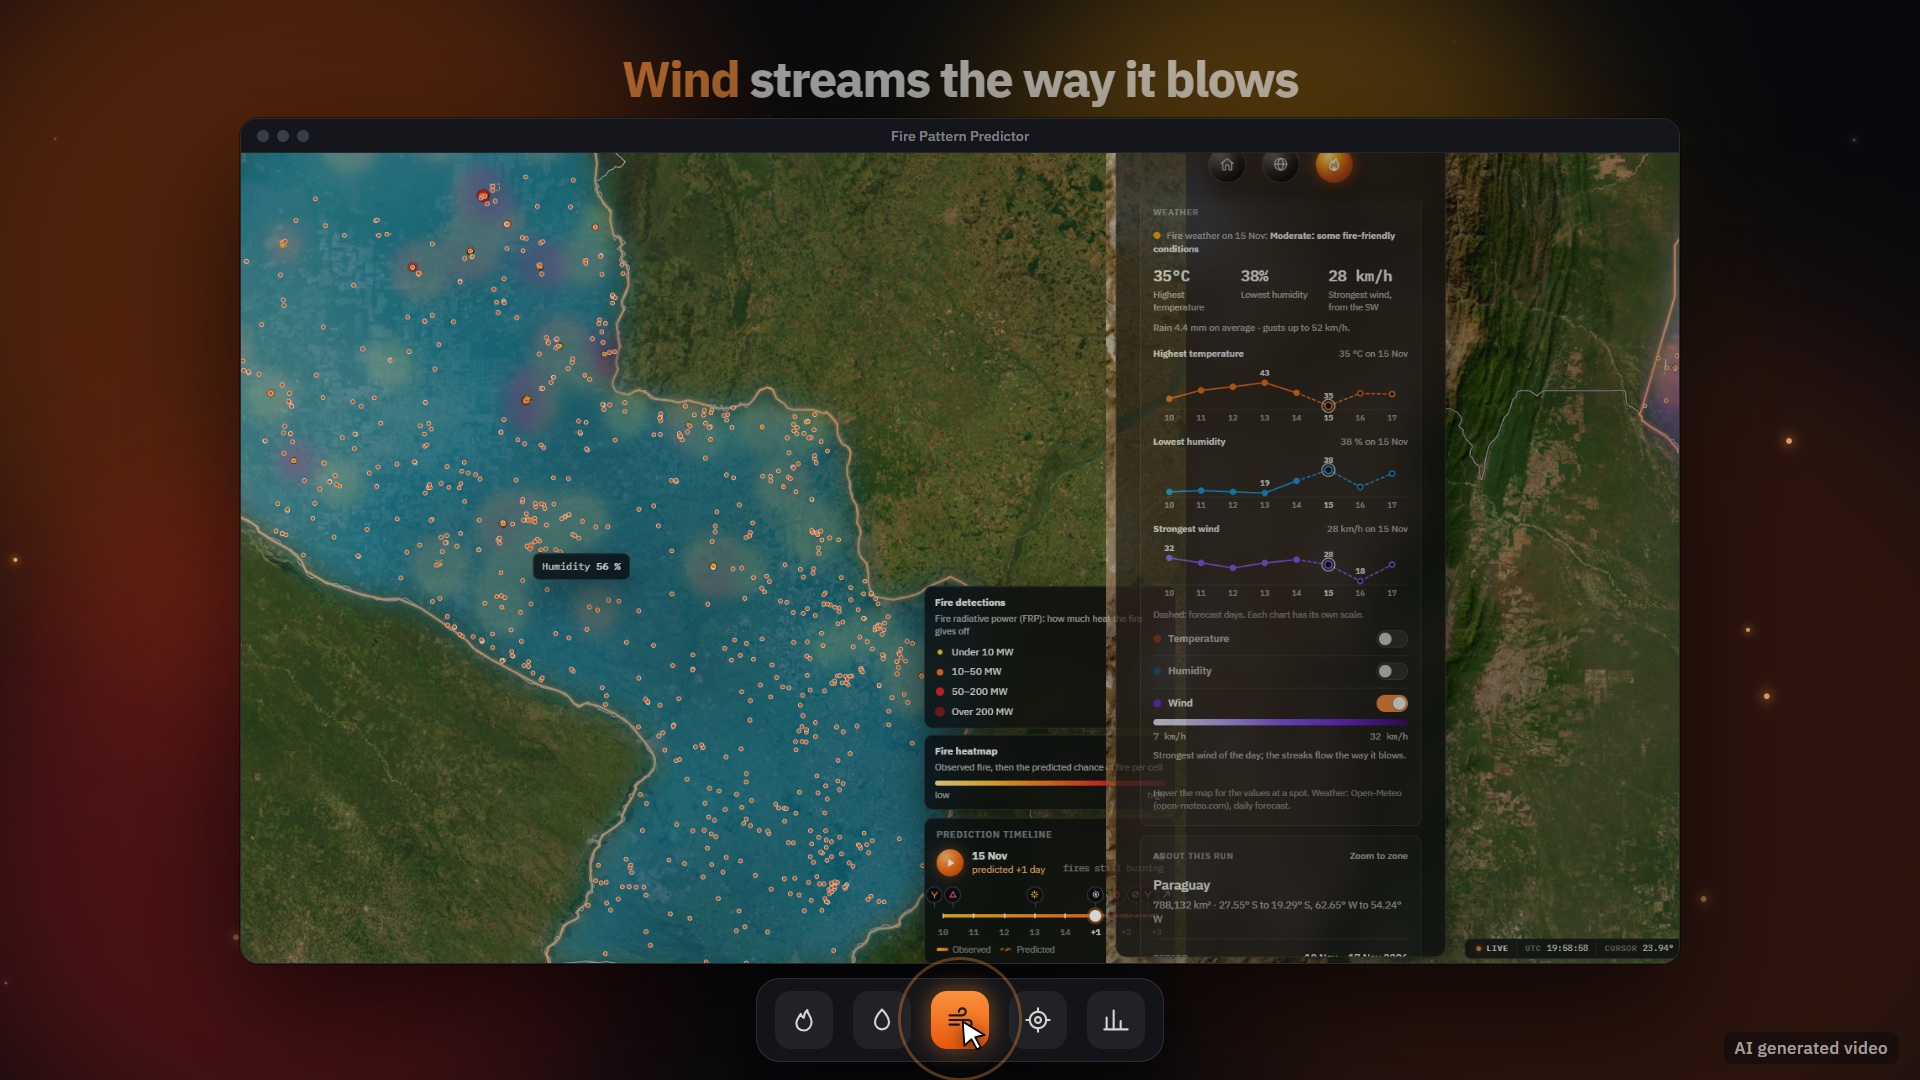 Wind streams the way it blows
Fire Pattern Predictor
WEATHER
Fire weather on 15 Nov: Moderate: some fire-friendly
conditions
35°C 38% 28 km/h
Highest temperature
Lowest humidity
Strongest wind, from the SW
Rain 4.4 mm on average · gusts up to 52 km/h.
Highest temperature 35 °C on 15 Nov
43
35
10 11 12 13 14 15 16 17
Lowest humidity 38 % on 15 Nov
38
19
10 11 12 13 14 15 16 17
Strongest wind 28 km/h on 15 Nov
32
28
18
10 11 12 13 14 15 16 17
Dashed: forecast days. Each chart has its own scale.
Temperature
Humidity
Wind
7 km/h 32 km/h
Strongest wind of the day; the streaks flow the way it blows.
Hover the map for the values at a spot. Weather: Open-Meteo
(open-meteo.com), daily forecast.
ABOUT THIS RUN Zoom to zone
Paraguay
788,132 km² · 27.55° S to 19.29° S, 62.65° W to 54.24°
W
Humidity 56 %
Fire detections
Fire radiative power (FRP): how much heat the fire
gives off
Under 10 MW
10–50 MW
50–200 MW
Over 200 MW
Fire heatmap
Observed fire, then the predicted chance of fire per cell
low
PREDICTION TIMELINE
15 Nov
predicted +1 day fires still burning
10 11 12 13 14 +1 +2 +3
Observed Predicted
LIVE UTC 19:58:58 CURSOR 23.94°
AI generated video